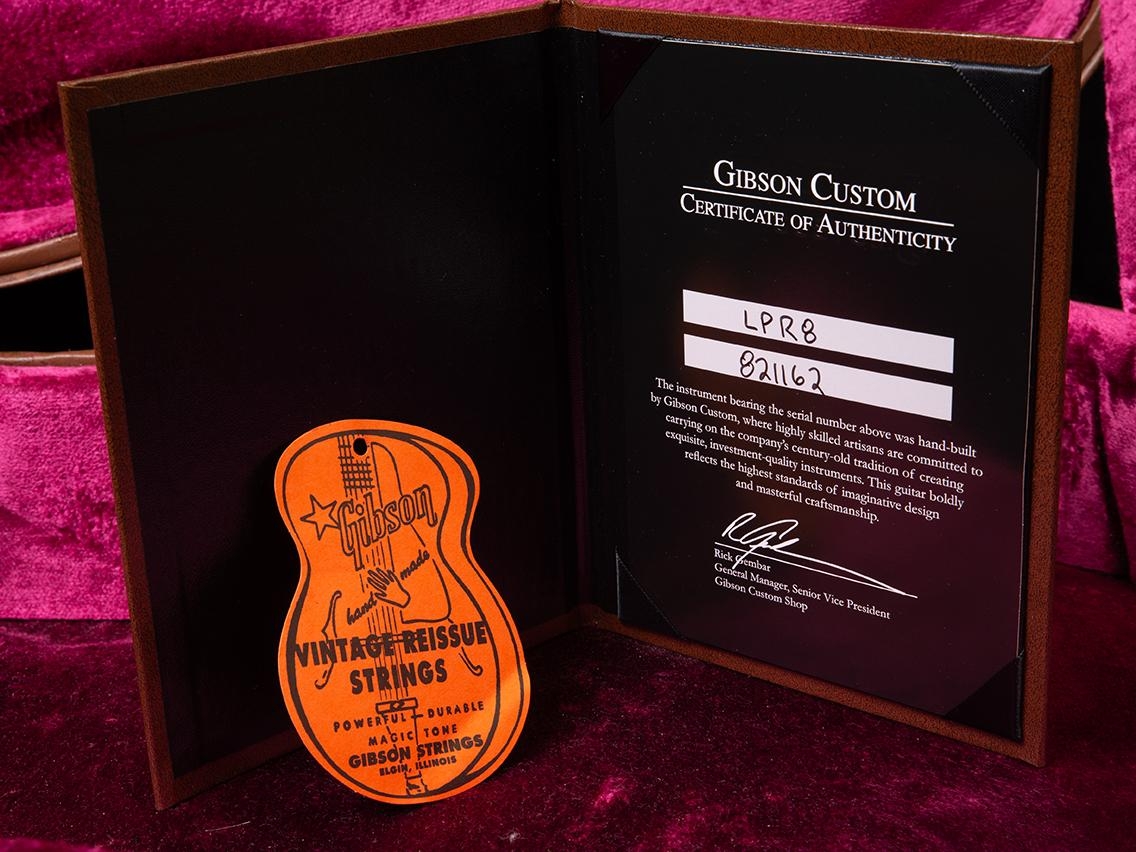 Gibson
hand made
VINTAGE REISSUE
STRINGS
POWERFUL — DURABLE
MAGIC TONE
GIBSON STRINGS
ELGIN, ILLINOIS
GIBSON CUSTOM
CERTIFICATE OF AUTHENTICITY
LPR8
821162
The instrument bearing the serial number above was hand-built
by Gibson Custom, where highly skilled artisans are committed to
carrying on the company's century-old tradition of creating
exquisite, investment-quality instruments. This guitar boldly
reflects the highest standards of imaginative design
and masterful craftsmanship.
Rick Gembar
General Manager, Senior Vice President
Gibson Custom Shop